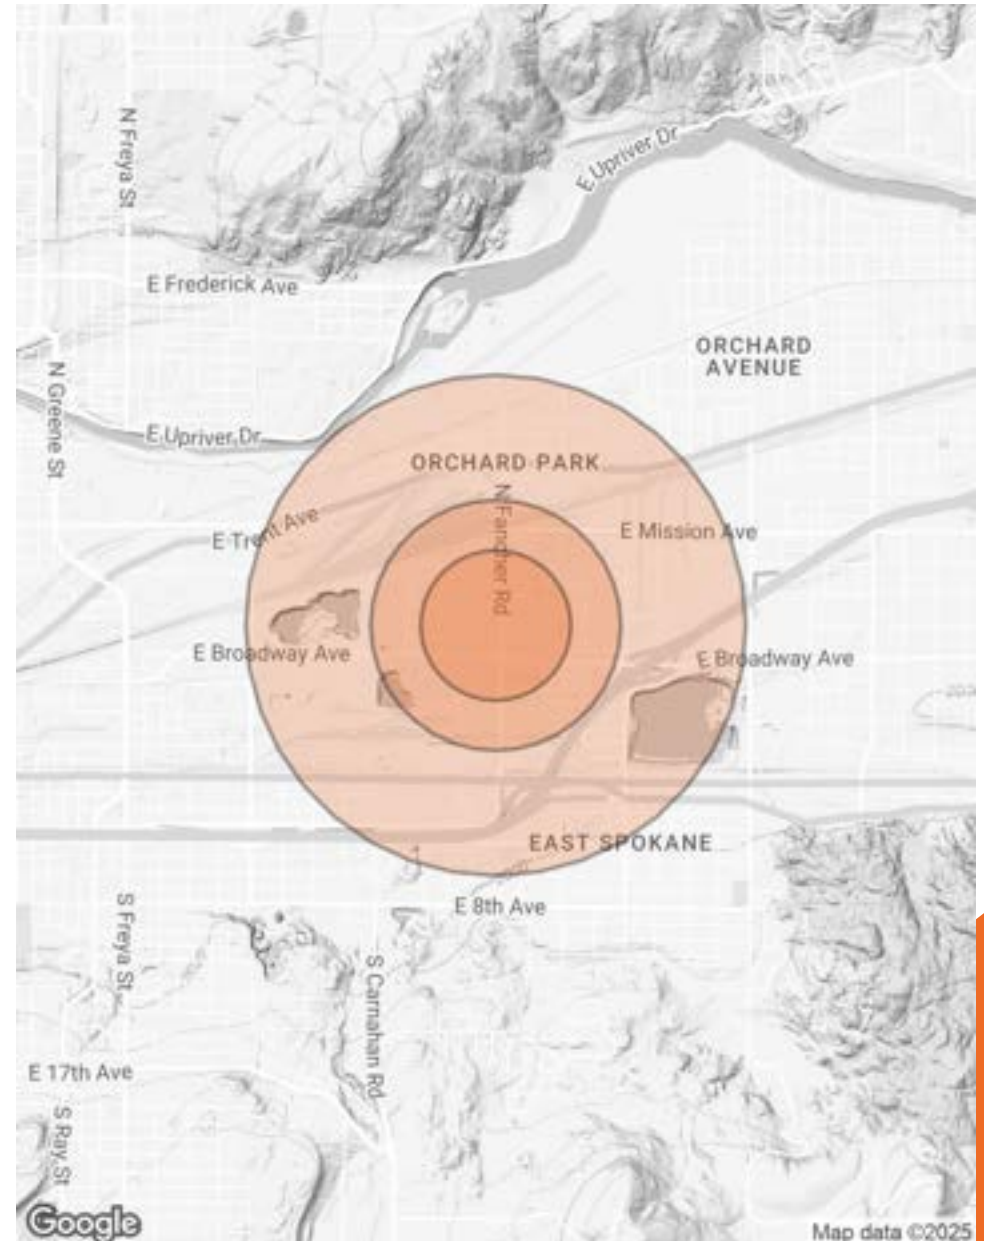 N Freya St
E Upriver Dr
E Frederick Ave
ORCHARD
AVENUE
N Greene St
E Upriver Dr
ORCHARD PARK
N Fancher Rd
E Trent Ave
E Mission Ave
E Broadway Ave
E Broadway Ave
EAST SPOKANE
E 8th Ave
S Freya St
S Carnahan Rd
E 17th Ave
S Ray St
Google
Map data ©2025